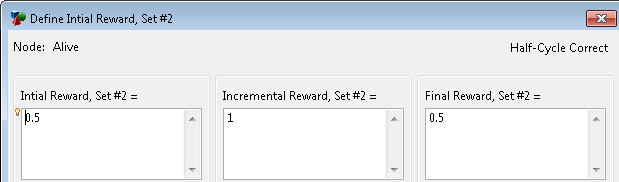 Define Intial Reward, Set #2
Node: Alive
Half-Cycle Correct
Intial Reward, Set #2 =
Incremental Reward, Set #2 =
Final Reward, Set #2 =
0.5
1
0.5